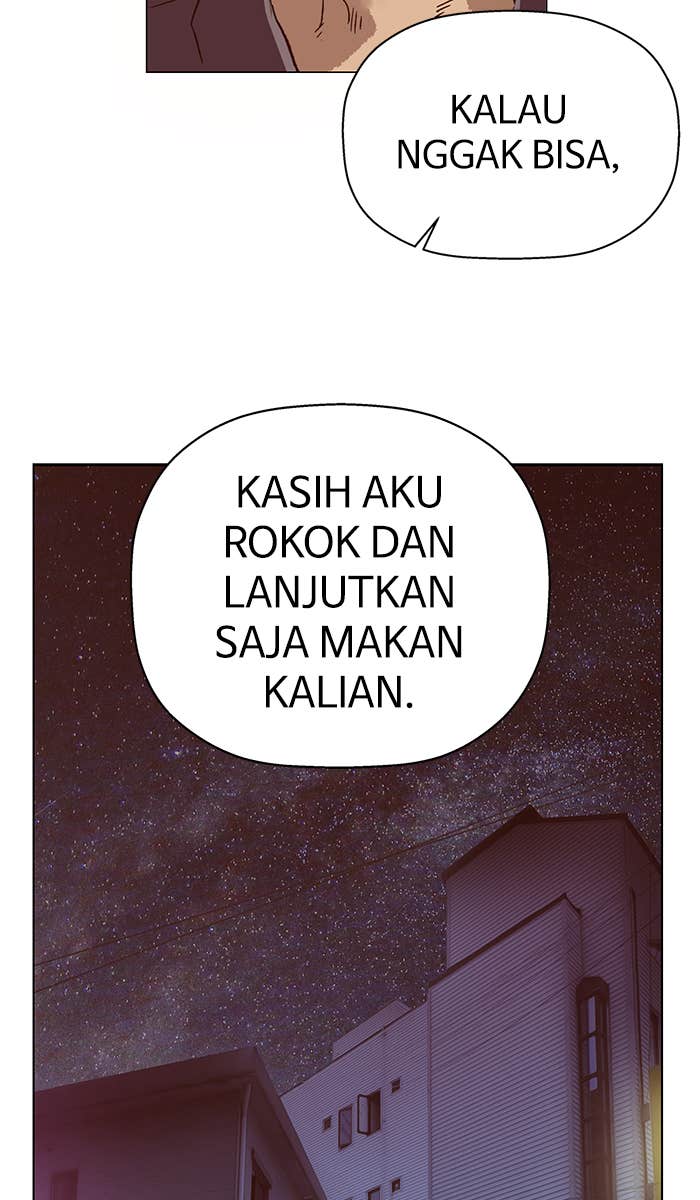 KALAU
NGGAK BISA,
KASIH AKU
ROKOK DAN
LANJUTKAN
SAJA MAKAN
KALIAN.